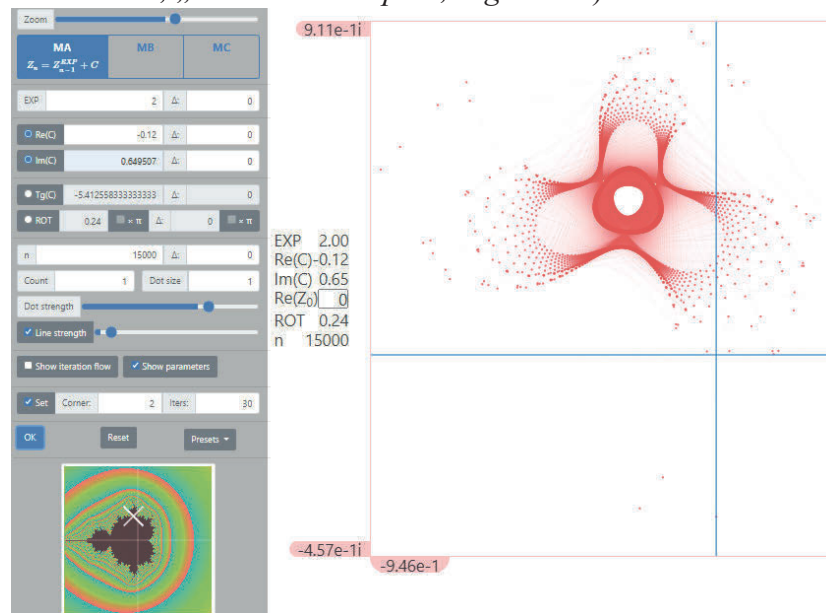 Zoom
MA MB MC
Zₙ = Zₙ₋₁^EXP + C
EXP 2 Δ: 0
Re(C) -0.12 Δ: 0
Im(C) 0.649507 Δ: 0
Tg(C) -5.412558333333333 Δ: 0
ROT 0.24 × π Δ: 0 × π
n 15000 Δ: 0
Count 1 Dot size 1
Dot strength
Line strength
Show iteration flow Show parameters
Set Corner: 2 Iters: 30
OK Reset Presets
9.11e-1i
EXP 2.00
Re(C)-0.12
Im(C) 0.65
Re(Z₀) 0
ROT 0.24
n 15000
-4.57e-1i
-9.46e-1